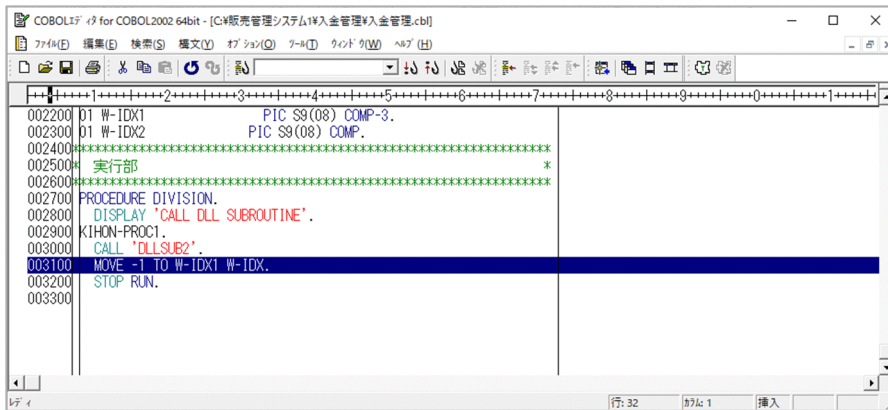 COBOLｴﾃﾞｨﾀ for COBOL2002 64bit - [C:¥販売管理システム1¥入金管理¥入金管理.cbl]
ﾌｧｲﾙ(F) 編集(E) 検索(S) 構文(Y) ｵﾌﾟｼｮﾝ(O) ﾂｰﾙ(T) ｳｨﾝﾄﾞｳ(W) ﾍﾙﾌﾟ(H)
002200 01 W-IDX1 PIC S9(08) COMP-3.
002300 01 W-IDX2 PIC S9(08) COMP.
002400*****************************************************************
002500* 実行部 *
002600*****************************************************************
002700 PROCEDURE DIVISION.
002800 DISPLAY 'CALL DLL SUBROUTINE'.
002900 KIHON-PROC1.
003000 CALL 'DLLSUB2'.
003100 MOVE -1 TO W-IDX1 W-IDX.
003200 STOP RUN.
003300
ﾚﾃﾞｨ 行: 32 ｶﾗﾑ: 1 挿入